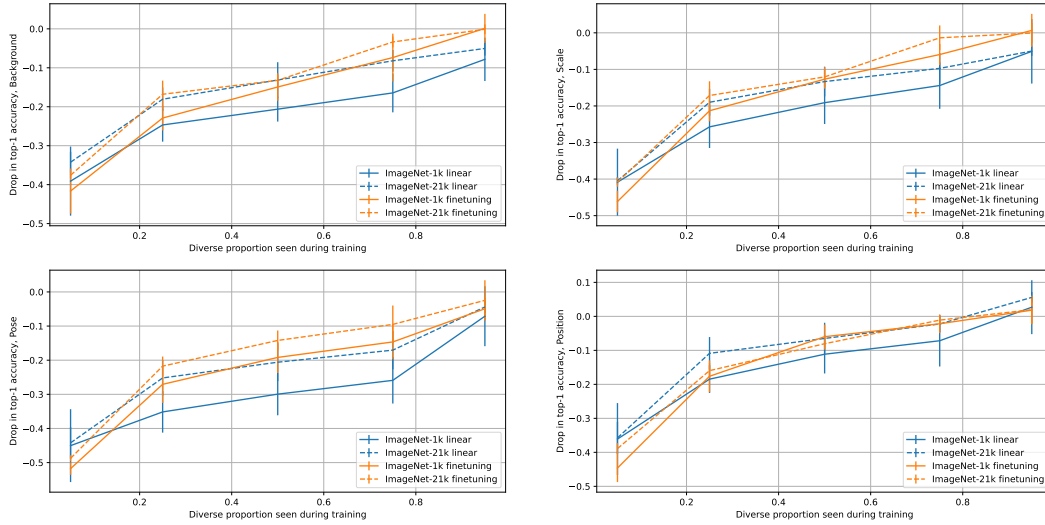 Drop in top-1 accuracy, Background
0.0
−0.1
−0.2
−0.3
−0.4
−0.5
0.2
0.4
0.6
0.8
Diverse proportion seen during training
ImageNet-1k linear
ImageNet-21k linear
ImageNet-1k finetuning
ImageNet-21k finetuning
Drop in top-1 accuracy, Scale
0.0
−0.1
−0.2
−0.3
−0.4
−0.5
0.2
0.4
0.6
0.8
Diverse proportion seen during training
ImageNet-1k linear
ImageNet-21k linear
ImageNet-1k finetuning
ImageNet-21k finetuning
Drop in top-1 accuracy, Pose
0.0
−0.1
−0.2
−0.3
−0.4
−0.5
0.2
0.4
0.6
0.8
Diverse proportion seen during training
ImageNet-1k linear
ImageNet-21k linear
ImageNet-1k finetuning
ImageNet-21k finetuning
Drop in top-1 accuracy, Position
0.1
0.0
−0.1
−0.2
−0.3
−0.4
−0.5
0.2
0.4
0.6
0.8
Diverse proportion seen during training
ImageNet-1k linear
ImageNet-21k linear
ImageNet-1k finetuning
ImageNet-21k finetuning